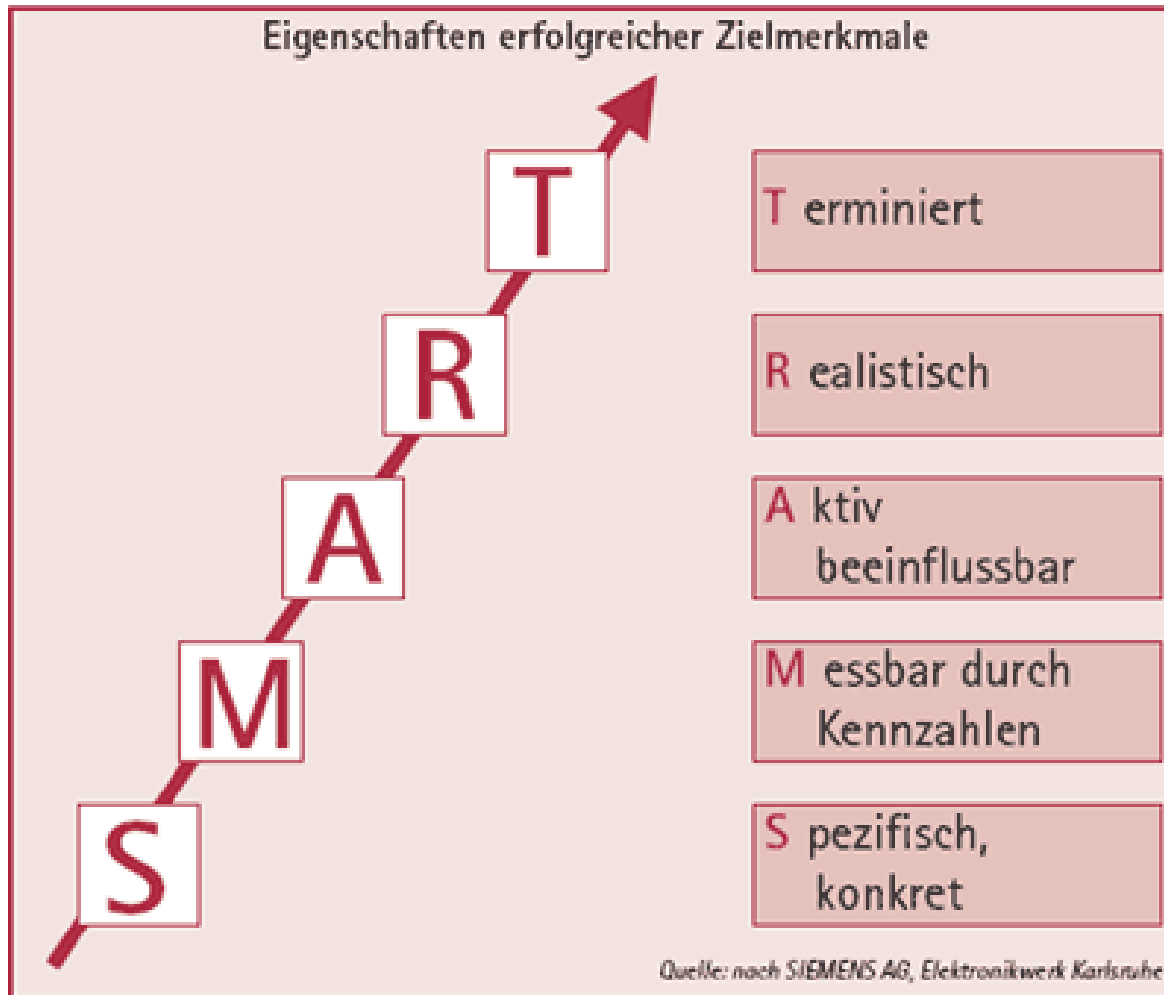 Eigenschaften erfolgreicher Zielmerkmale
T
T erminiert
R
R ealistisch
A
A ktiv
beeinflussbar
M
M essbar durch
Kennzahlen
S
S pezifisch,
konkret
Quelle: nach SIEMENS AG, Elektronikwerk Karlsruhe